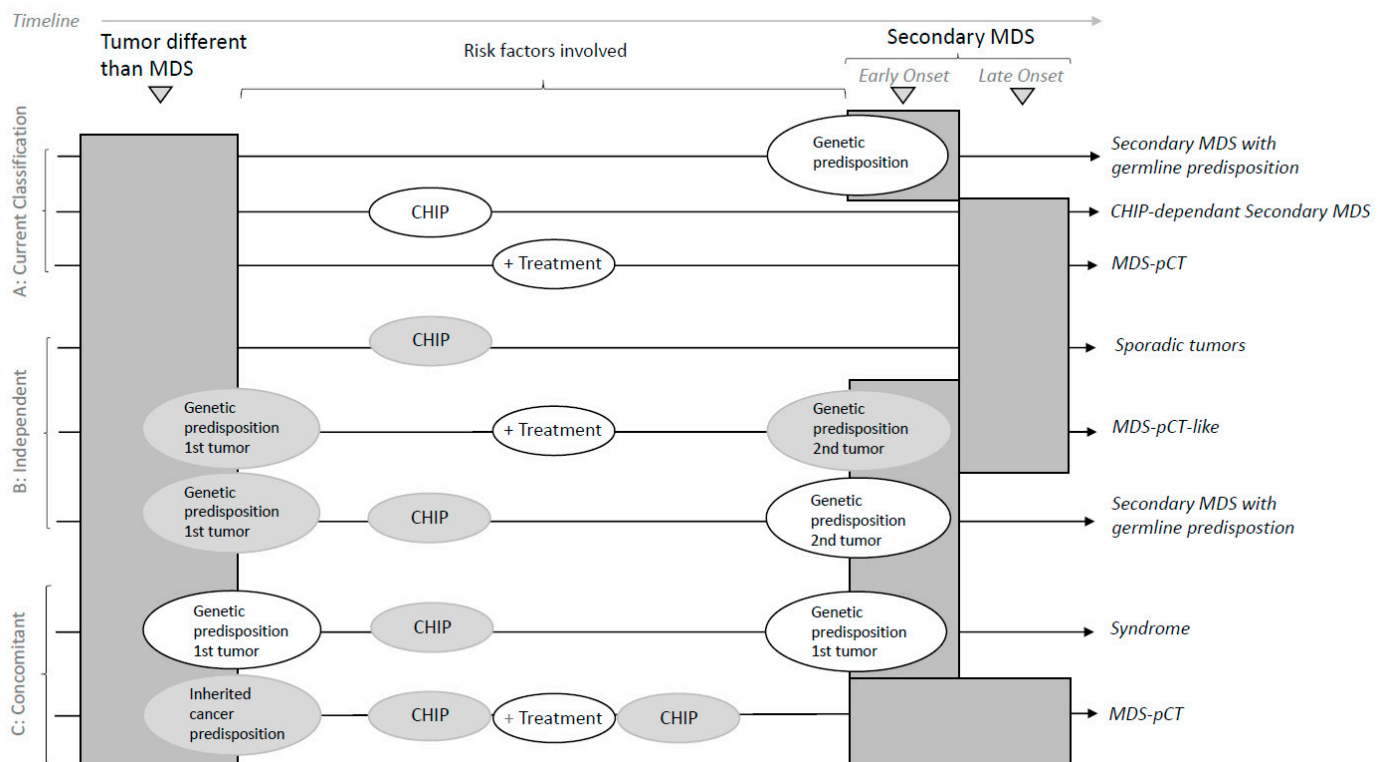 Timeline
Tumor different
than MDS
Risk factors involved
Secondary MDS
Early Onset
Late Onset
A: Current Classification
Genetic
predisposition
Secondary MDS with
germline predisposition
CHIP
CHIP-dependant Secondary MDS
+ Treatment
MDS-pCT
B: Independent
CHIP
Sporadic tumors
Genetic
predisposition
1st tumor
+ Treatment
Genetic
predisposition
2nd tumor
MDS-pCT-like
Genetic
predisposition
1st tumor
CHIP
Genetic
predisposition
2nd tumor
Secondary MDS with
germline predispostion
C: Concomitant
Genetic
predisposition
1st tumor
CHIP
Genetic
predisposition
1st tumor
Syndrome
Inherited
cancer
predisposition
CHIP
+ Treatment
CHIP
MDS-pCT